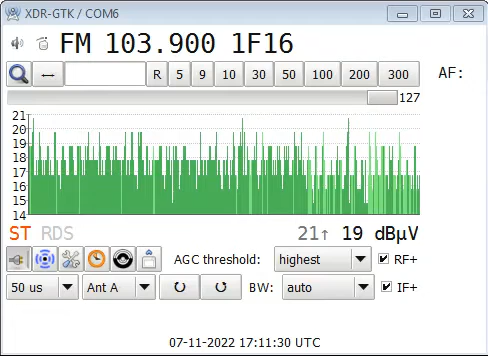 XDR-GTK / COM6
FM 103.900 1F16
R 5 9 10 30 50 100 200 300 AF:
127
21
20
19
18
17
16
15
14
ST RDS 21↑ 19 dBµV
AGC threshold: highest RF+
50 us Ant A BW: auto IF+
07-11-2022 17:11:30 UTC